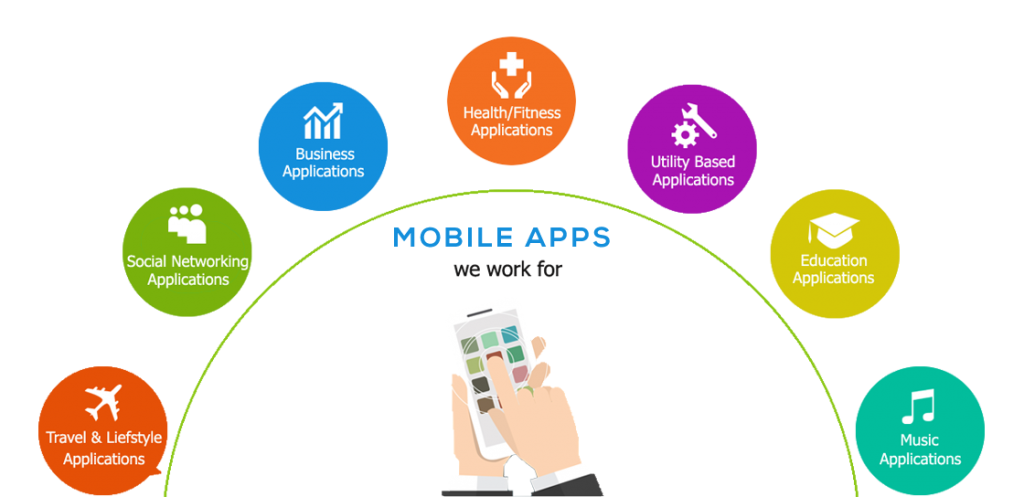 Health/Fitness
Applications
Business
Applications
Utility Based
Applications
Social Networking
Applications
MOBILE APPS
we work for
Education
Applications
Travel & Liefstyle
Applications
Music
Applications